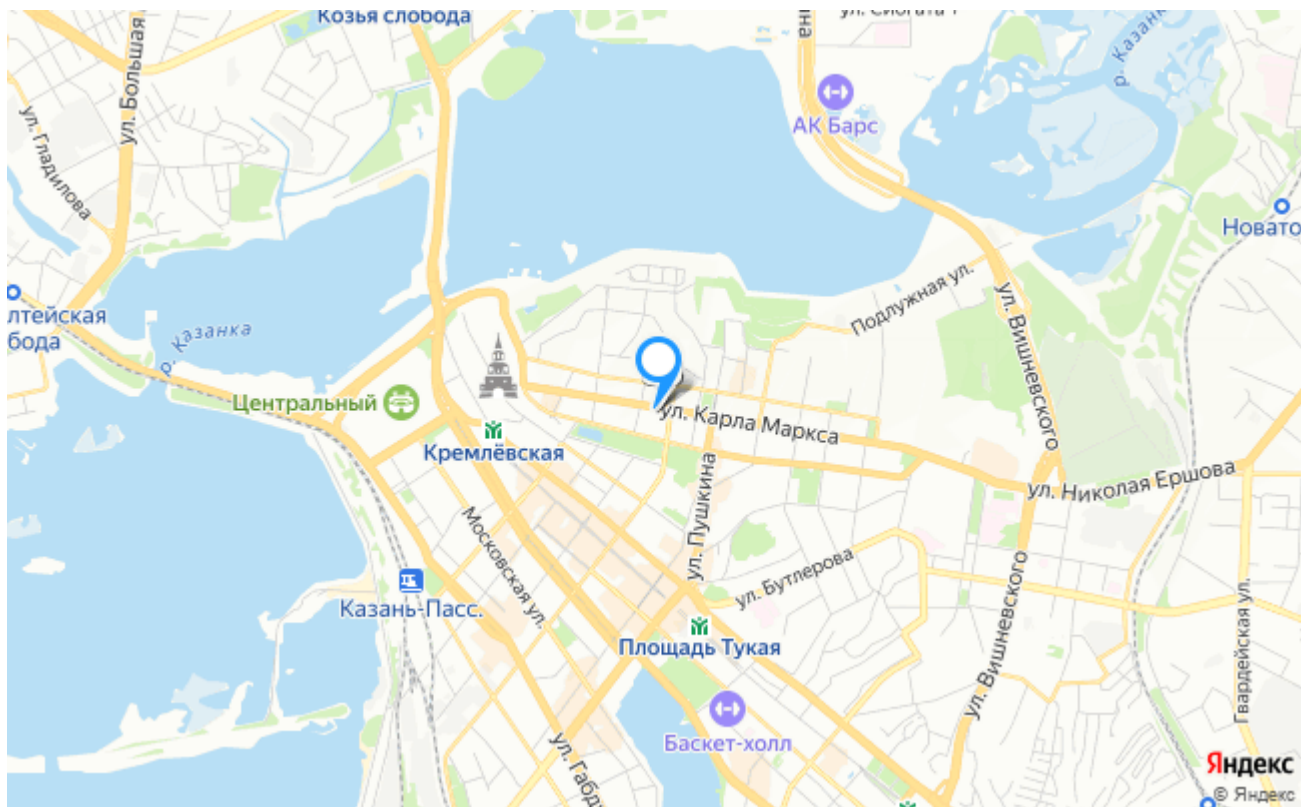 Козья слобода
ул. Большая
ул. Гладилова
АК Барс
р. Казанка
Новато
лтейская
бода
р. Казанка
Подлужная ул.
ул. Вишневского
Центральный
ул. Карла Маркса
Кремлёвская
ул. Николая Ершова
Московская ул.
ул. Пушкина
ул. Бутлерова
Казань-Пасс.
Площадь Тукая
ул. Вишневского
Гвардейская ул.
Баскет-холл
ул. Габд
Яндекс
© Яндекс